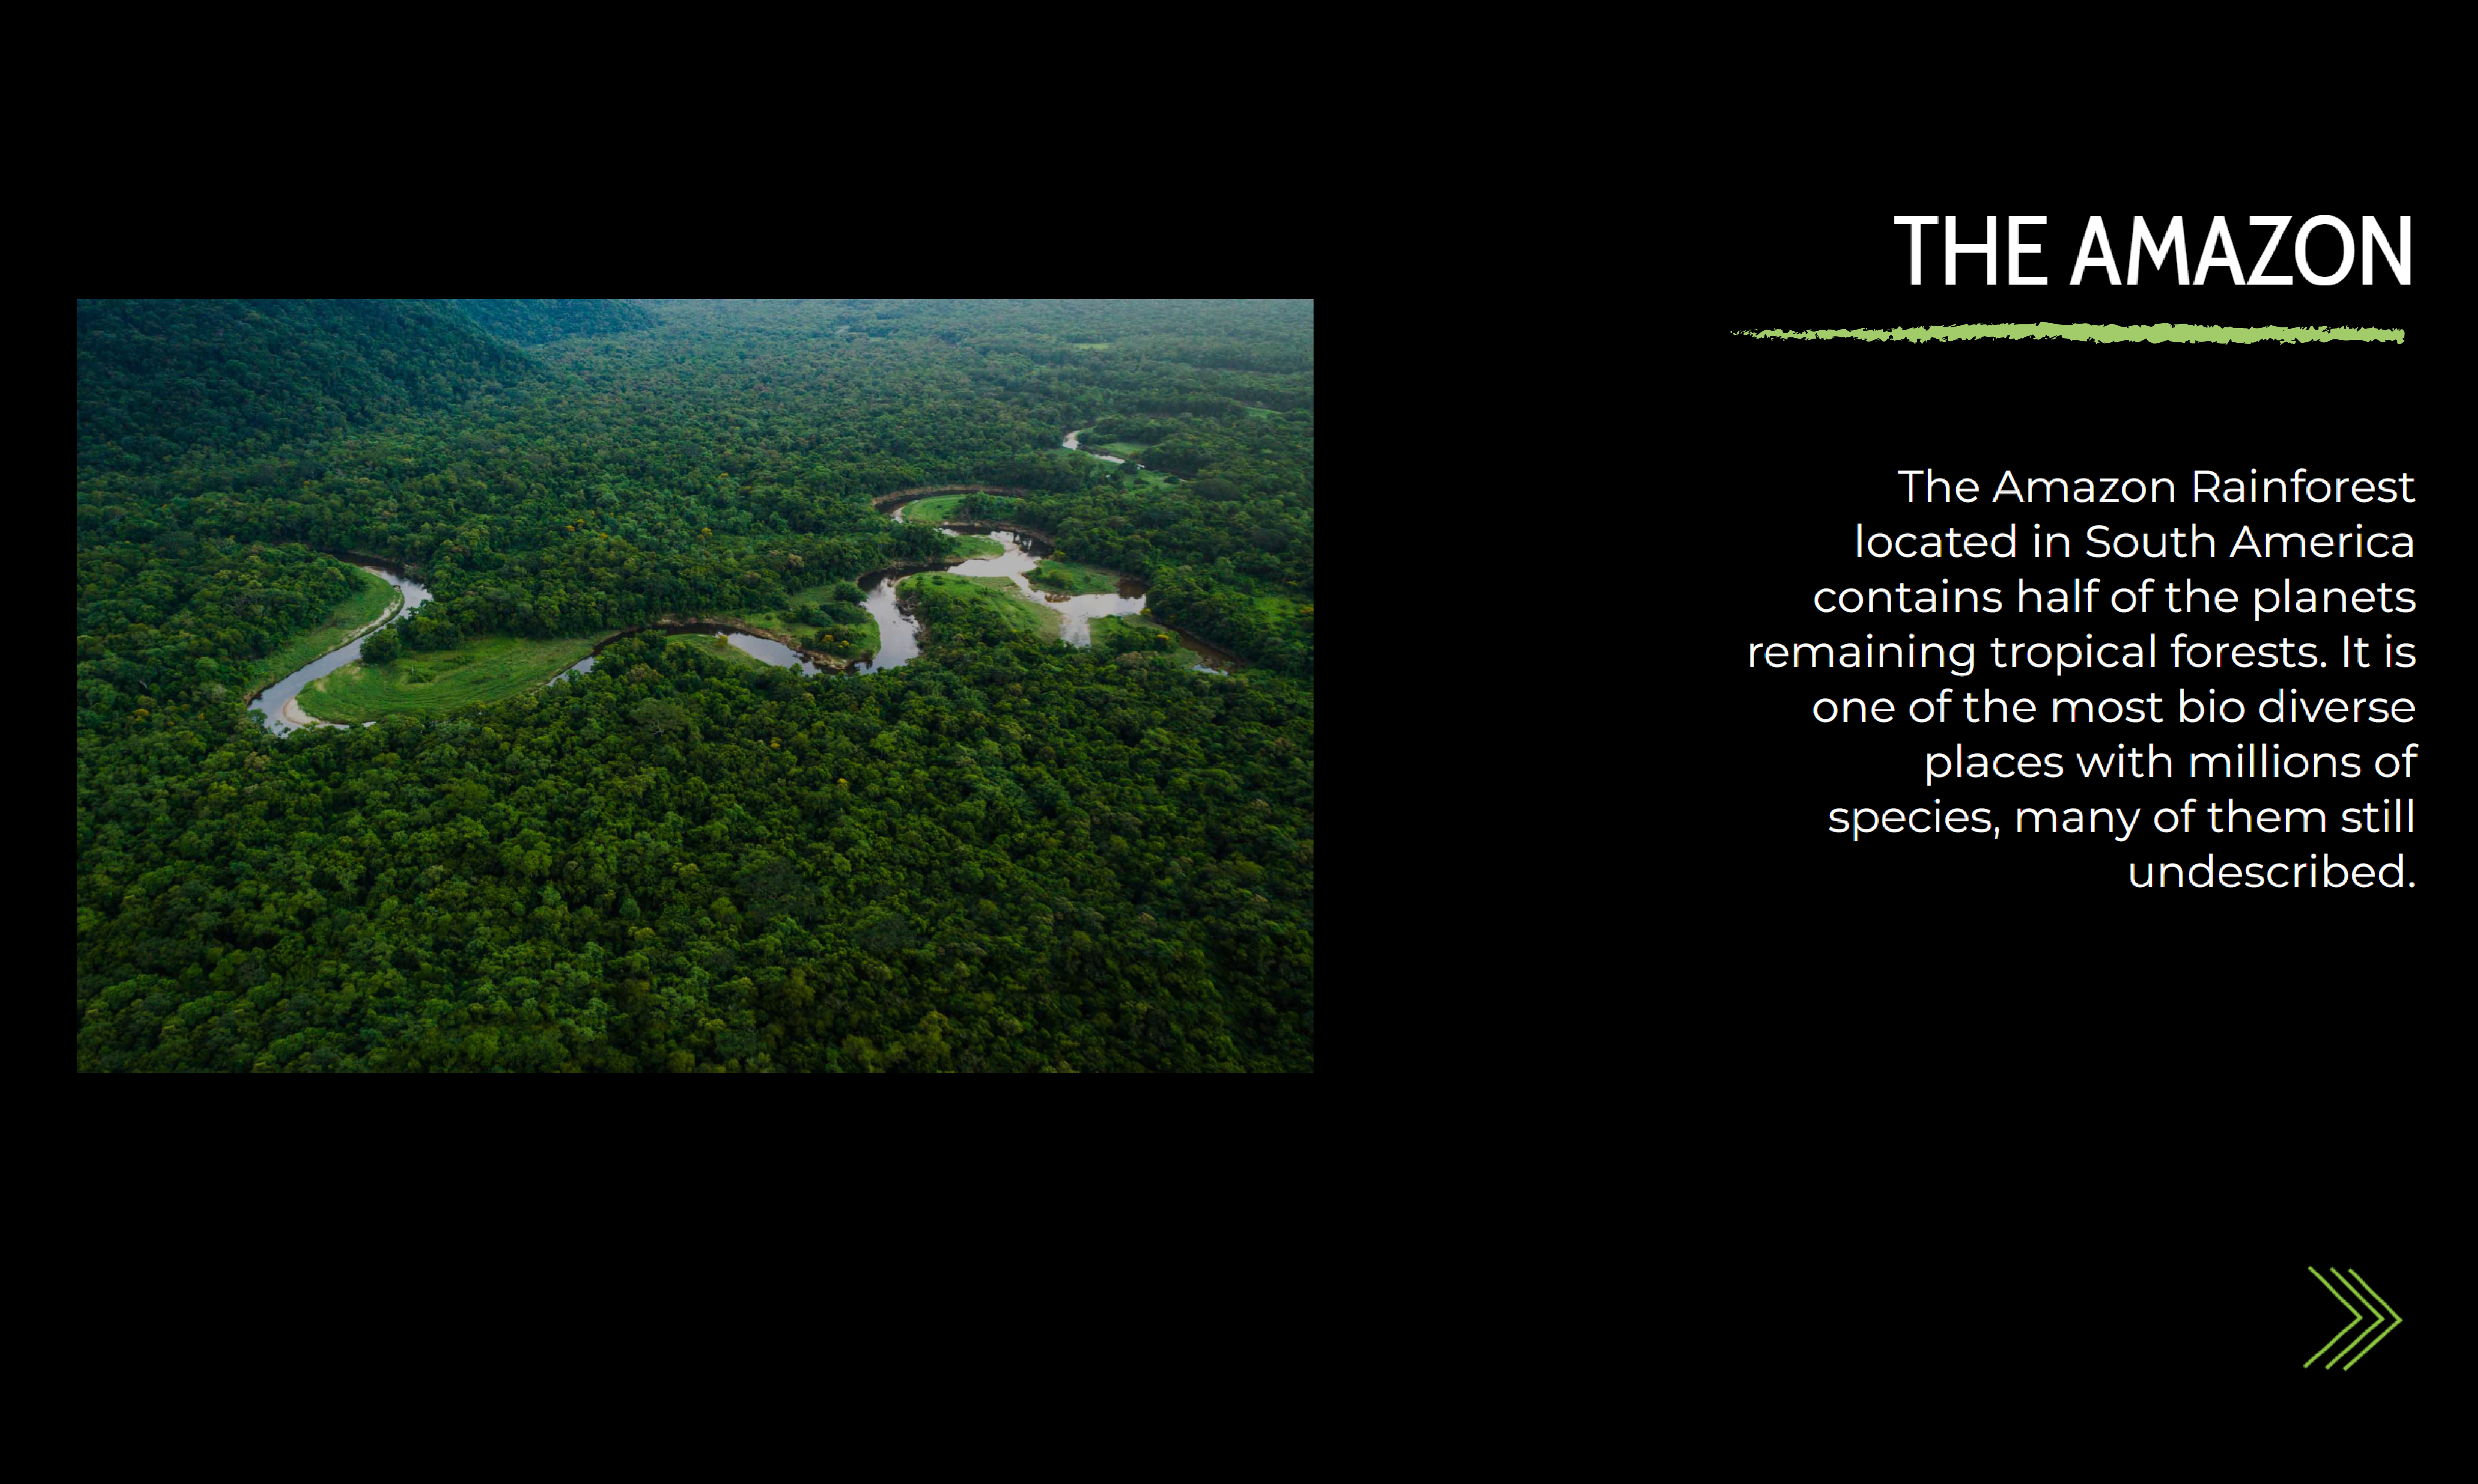 THE AMAZON
The Amazon Rainforest
located in South America
contains half of the planets
remaining tropical forests. It is
one of the most bio diverse
places with millions of
species, many of them still
undescribed.